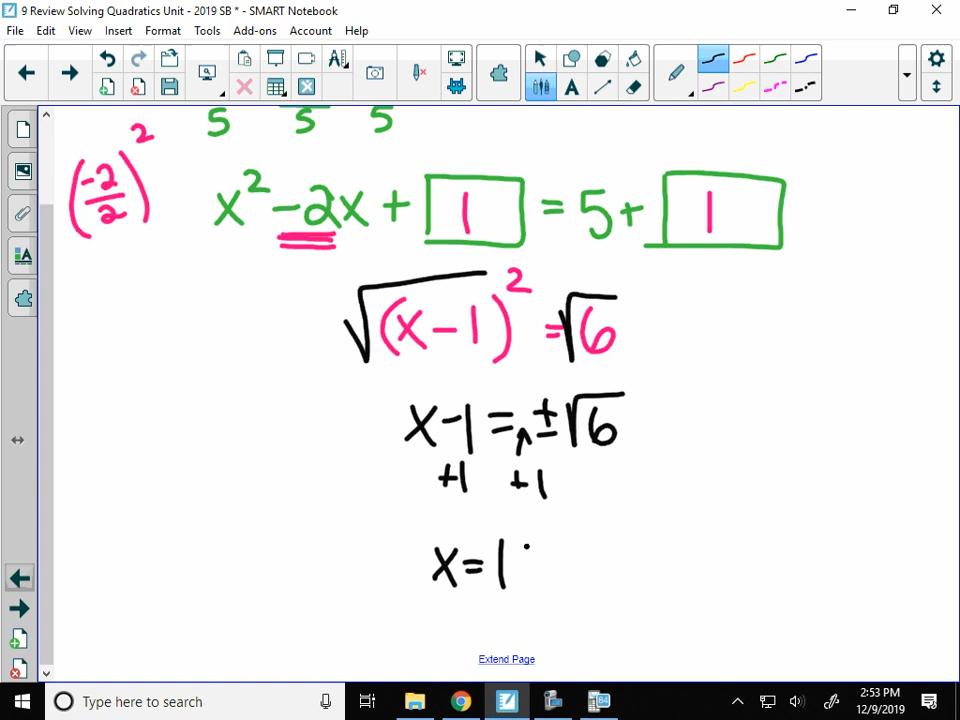 9 Review Solving Quadratics Unit - 2019 SB * - SMART Notebook
File Edit View Insert Format Tools Add-ons Account Help
5 5 5
(-2/2)²
x² -2x + 1 = 5 + 1
√(x-1)² = √6
x-1 = ±√6
+1 +1
x = 1
Extend Page
Type here to search
2:53 PM
12/9/2019